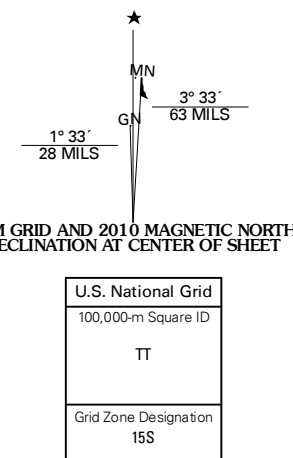 MN
GN
3° 33´
63 MILS
1° 33´
28 MILS
M GRID AND 2010 MAGNETIC NORTH
ECLINATION AT CENTER OF SHEET
U.S. National Grid
100,000-m Square ID
TT
Grid Zone Designation
15S